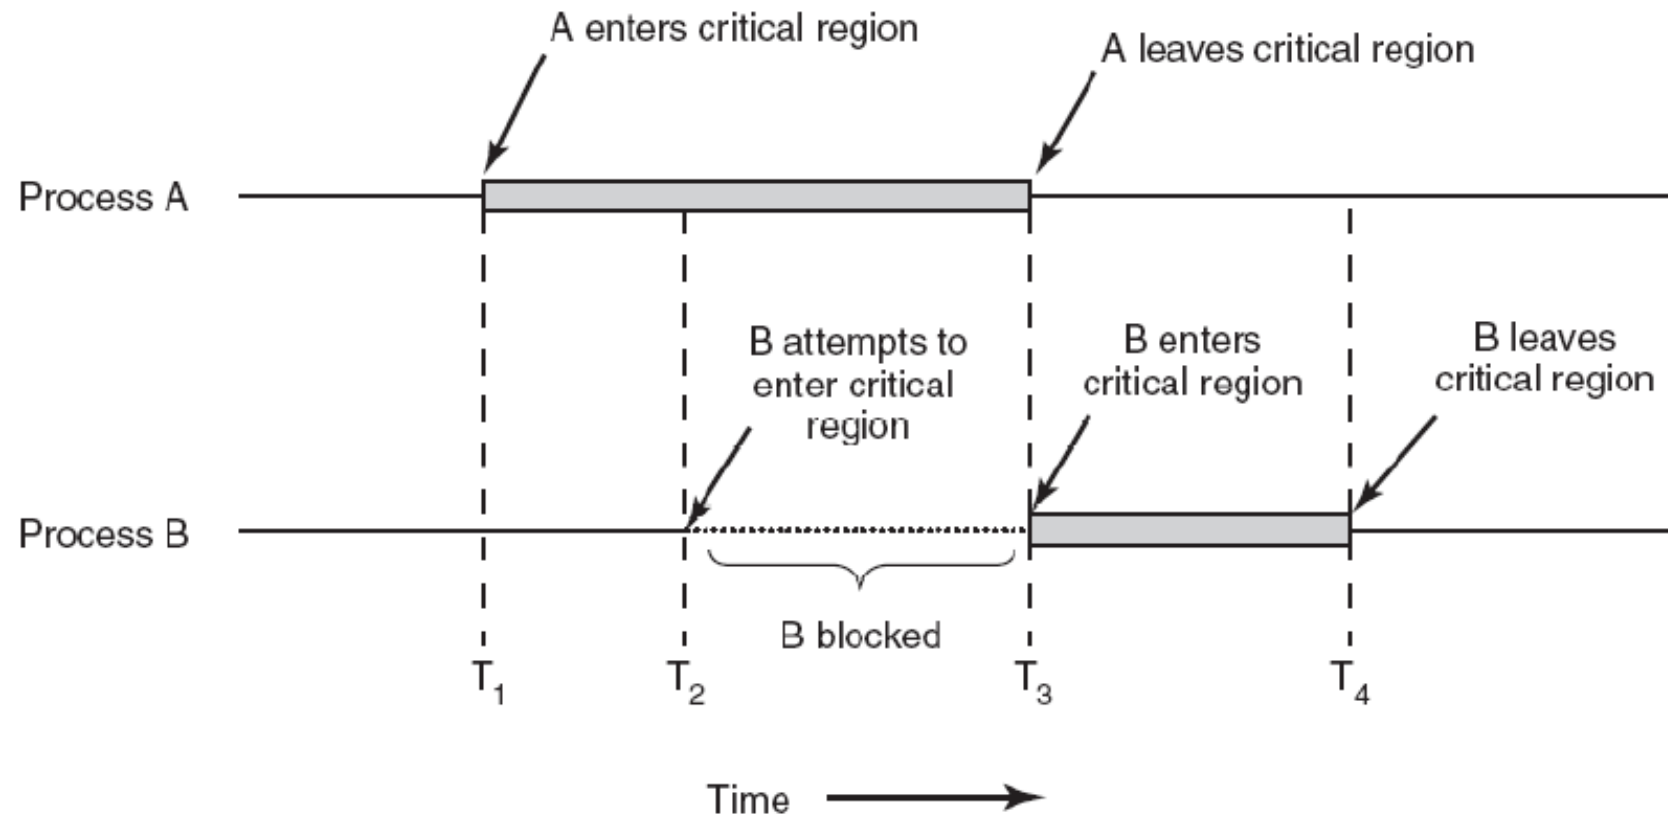 A enters critical region
A leaves critical region
Process A
B attempts to
enter critical
region
B enters
critical region
B leaves
critical region
Process B
B blocked
T1
T2
T3
T4
Time